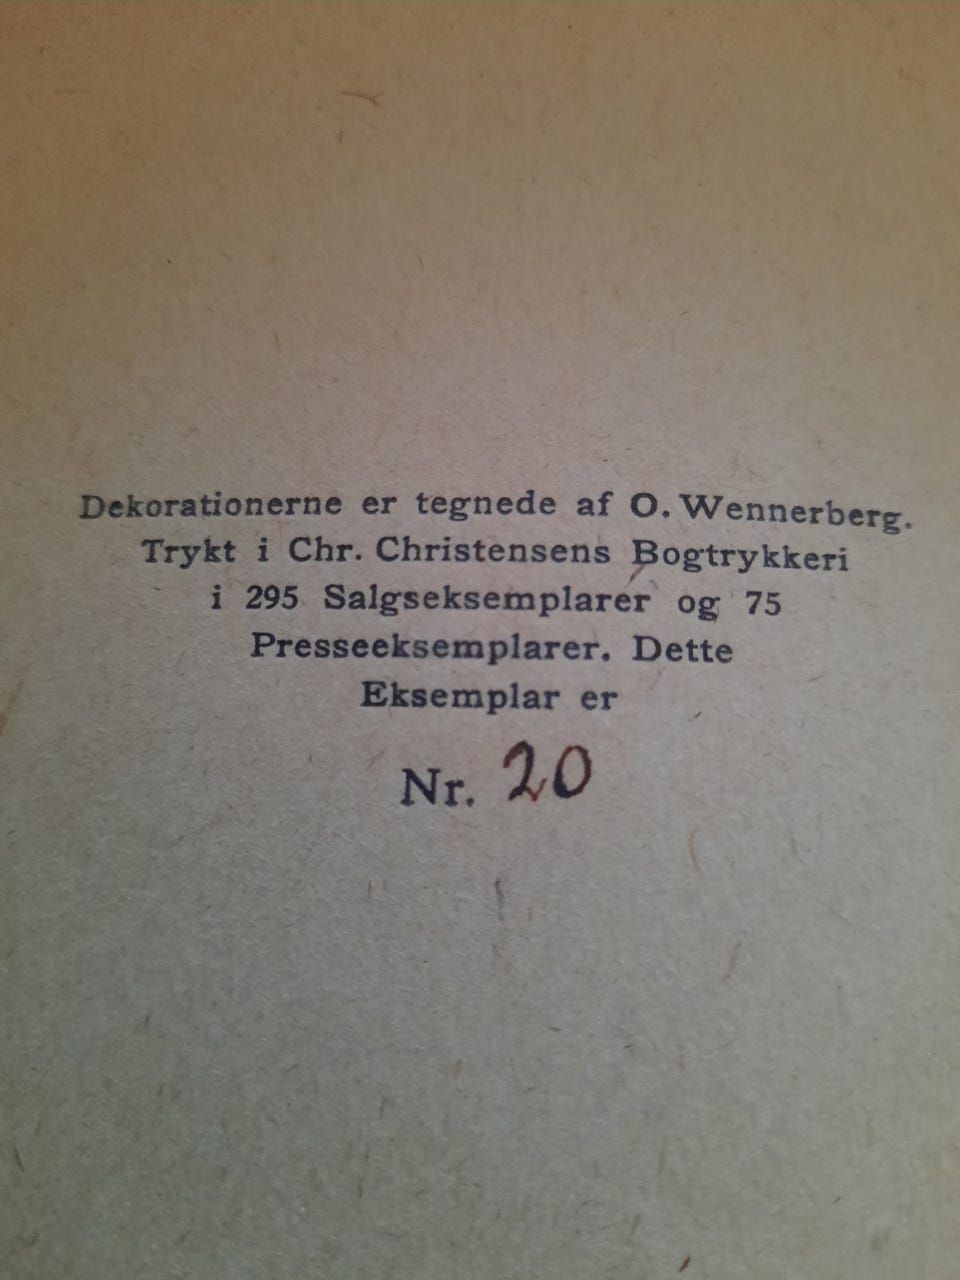 Dekorationerne er tegnede af O. Wennerberg.
Trykt i Chr. Christensens Bogtrykkeri
i 295 Salgseksemplarer og 75
Presseeksemplarer. Dette
Eksemplar er
Nr. 20